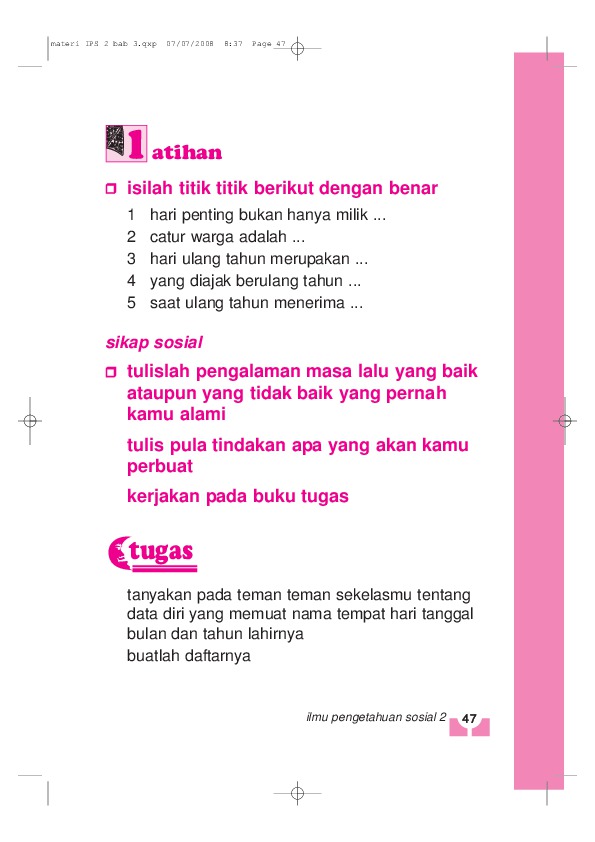 materi IPS 2 bab 3.qxp 07/07/2008 8:37 Page 47
latihan
isilah titik titik berikut dengan benar
1 hari penting bukan hanya milik ...
2 catur warga adalah ...
3 hari ulang tahun merupakan ...
4 yang diajak berulang tahun ...
5 saat ulang tahun menerima ...
sikap sosial
tulislah pengalaman masa lalu yang baik
ataupun yang tidak baik yang pernah
kamu alami
tulis pula tindakan apa yang akan kamu
perbuat
kerjakan pada buku tugas
tugas
tanyakan pada teman teman sekelasmu tentang
data diri yang memuat nama tempat hari tanggal
bulan dan tahun lahirnya
buatlah daftarnya
ilmu pengetahuan sosial 2 47